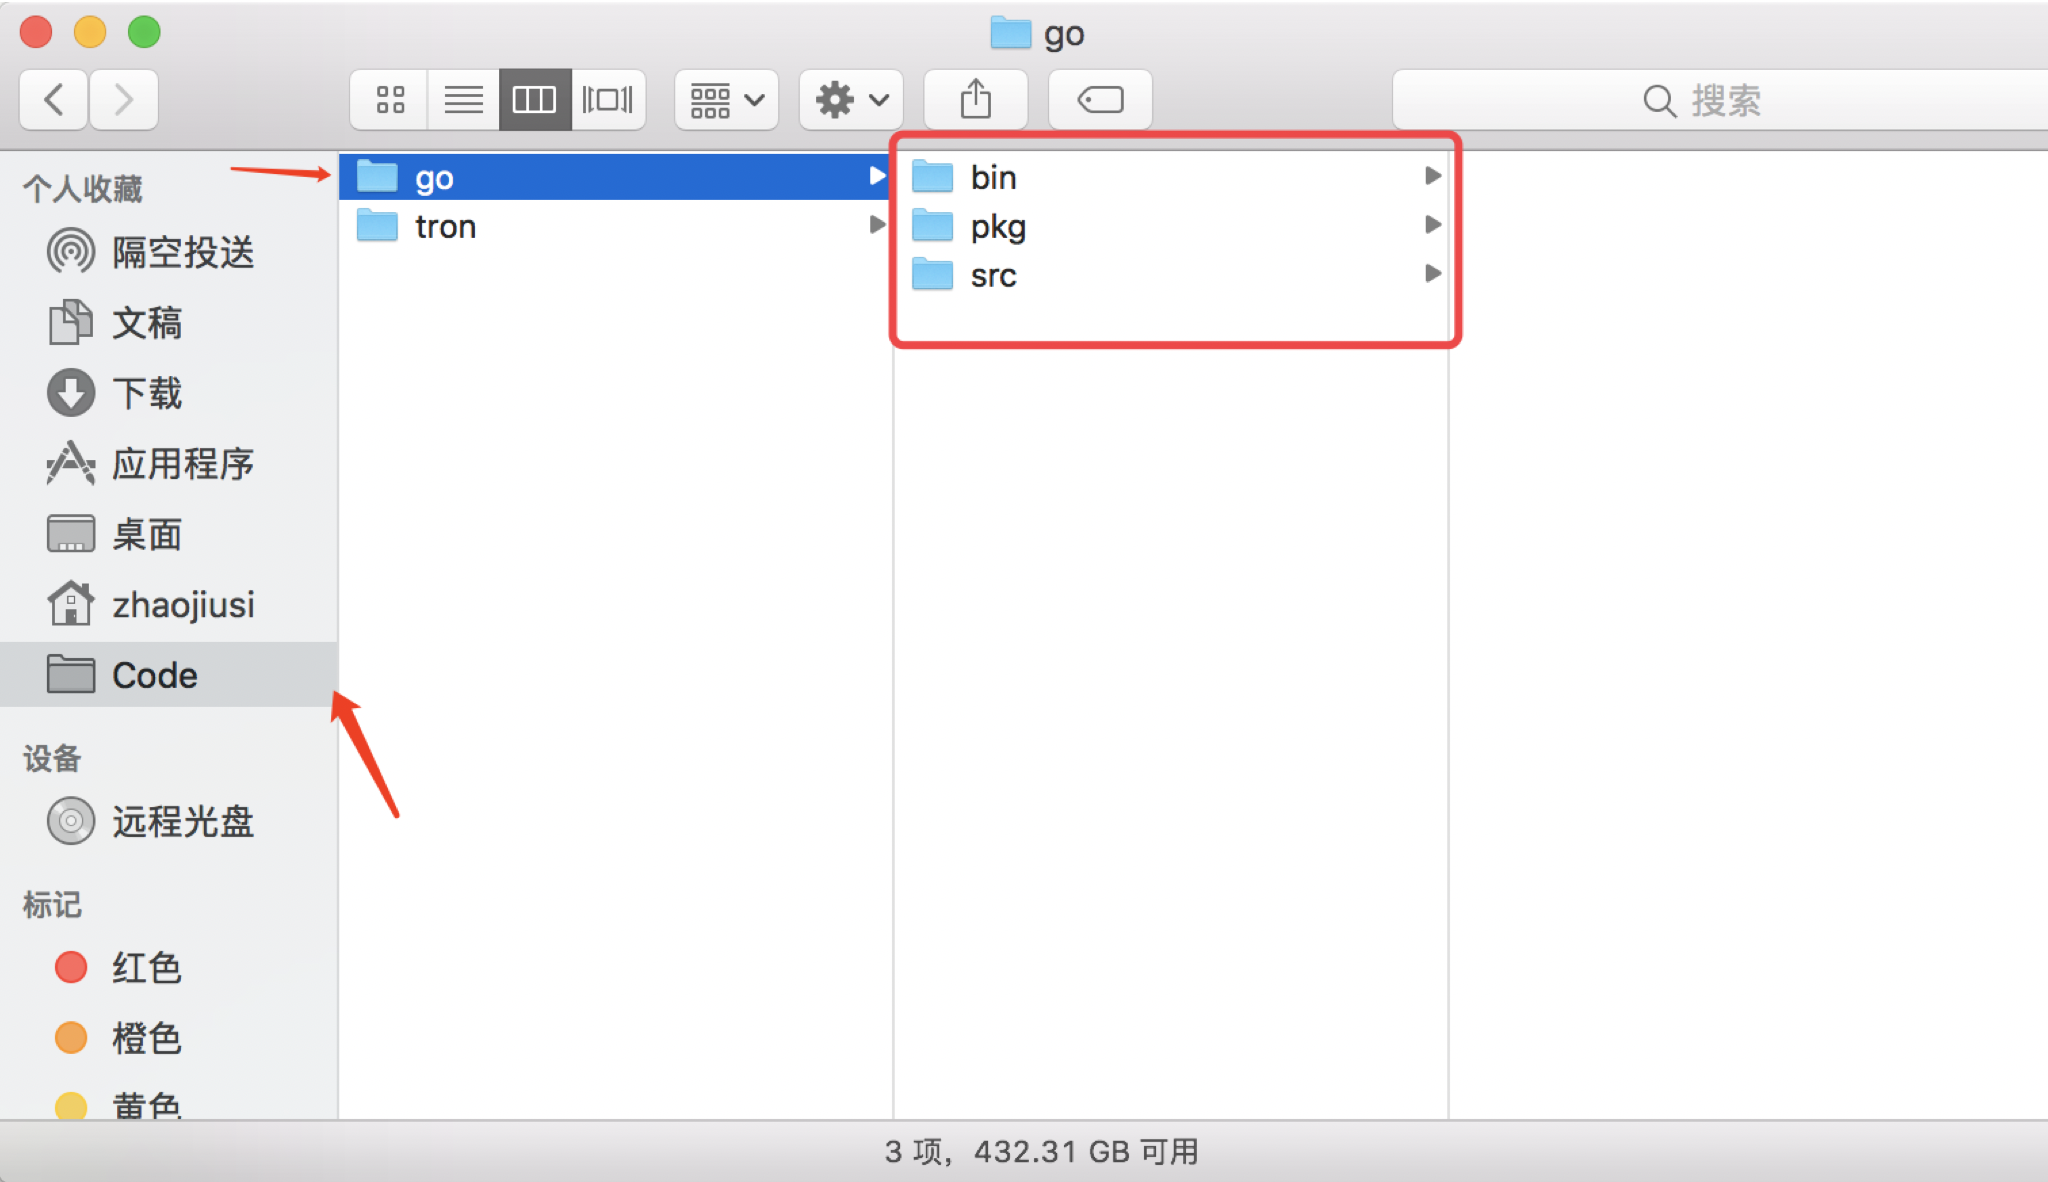 go
搜索
个人收藏
隔空投送
文稿
下载
应用程序
桌面
zhaojiusi
Code
设备
远程光盘
标记
红色
橙色
黄色
go
tron
bin
pkg
src
3 项，432.31 GB 可用